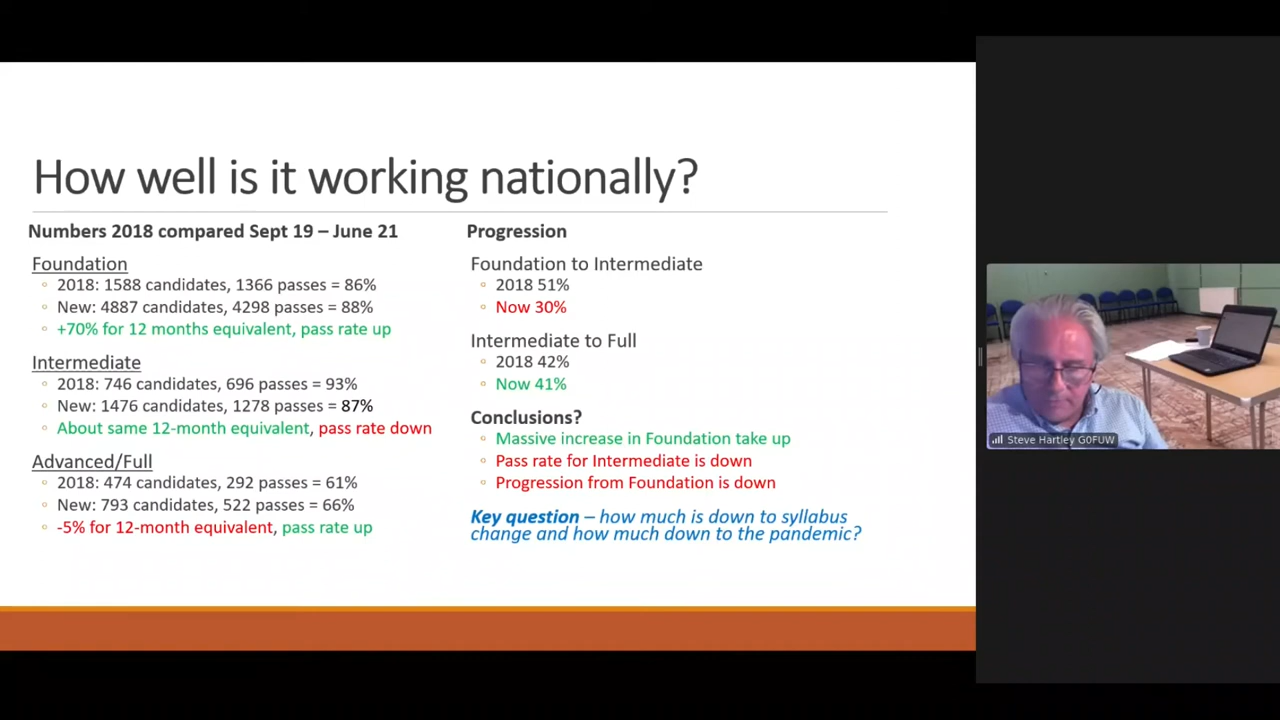 How well is it working nationally?
Numbers 2018 compared Sept 19 – June 21
Foundation
2018: 1588 candidates, 1366 passes = 86%
New: 4887 candidates, 4298 passes = 88%
+70% for 12 months equivalent, pass rate up
Intermediate
2018: 746 candidates, 696 passes = 93%
New: 1476 candidates, 1278 passes = 87%
About same 12-month equivalent, pass rate down
Advanced/Full
2018: 474 candidates, 292 passes = 61%
New: 793 candidates, 522 passes = 66%
-5% for 12-month equivalent, pass rate up
Progression
Foundation to Intermediate
2018 51%
Now 30%
Intermediate to Full
2018 42%
Now 41%
Conclusions?
Massive increase in Foundation take up
Pass rate for Intermediate is down
Progression from Foundation is down
Key question – how much is down to syllabus
change and how much down to the pandemic?
Steve Hartley G0FUW